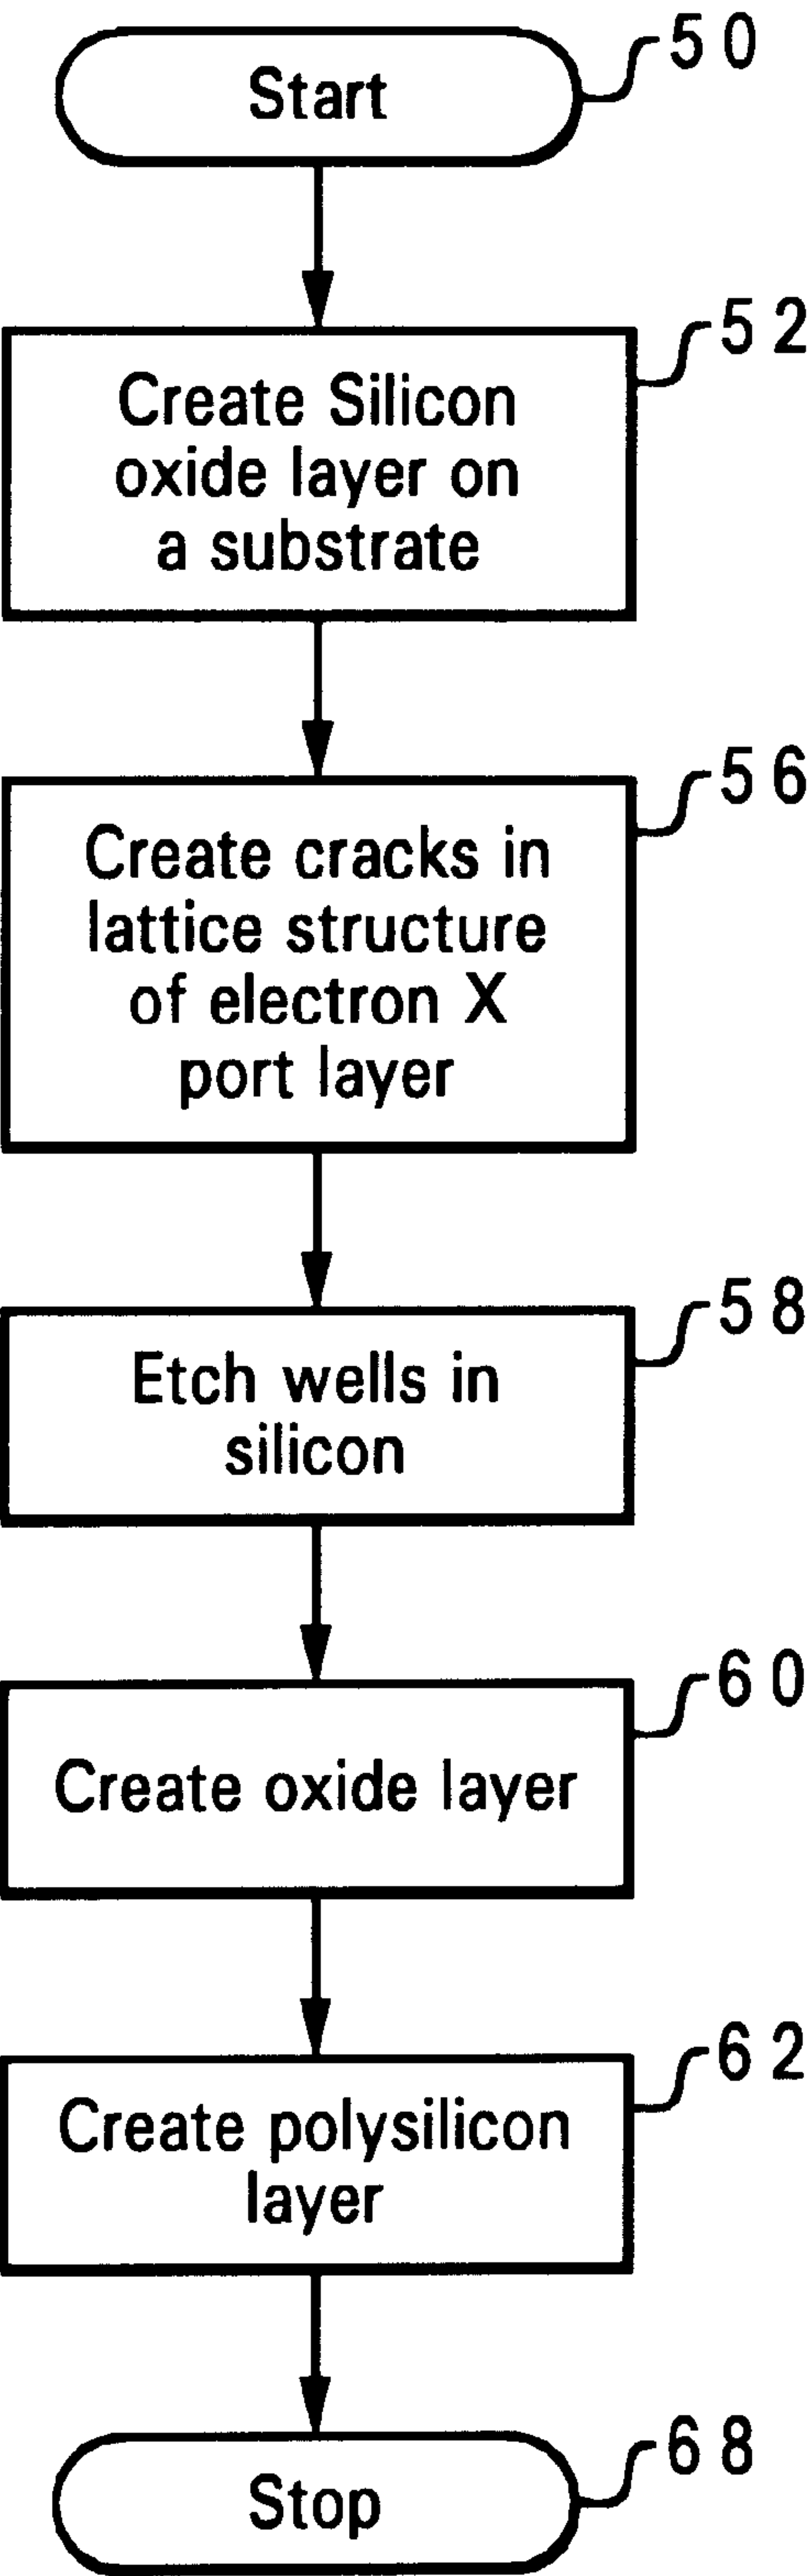 Start
50
Create Silicon
oxide layer on
a substrate
52
Create cracks in
lattice structure
of electron X
port layer
56
Etch wells in
silicon
58
Create oxide layer
60
Create polysilicon
layer
62
Stop
68